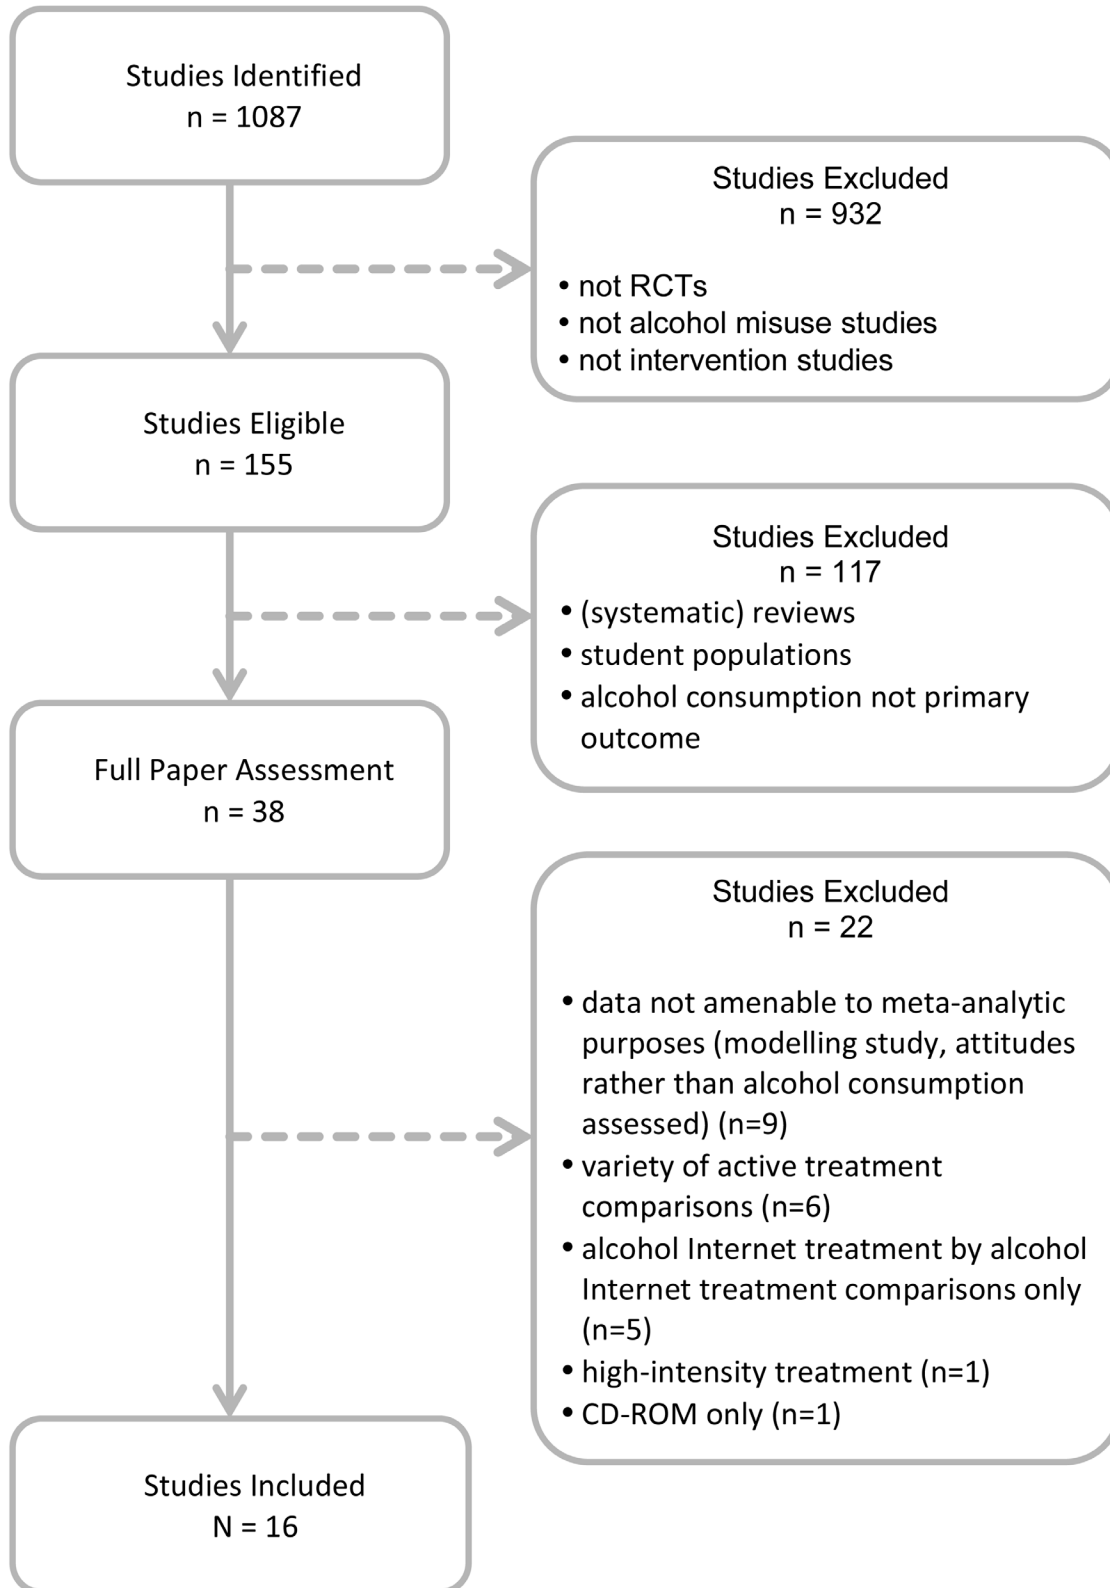 Studies Identified
n = 1087
Studies Excluded
n = 932
• not RCTs
• not alcohol misuse studies
• not intervention studies
Studies Eligible
n = 155
Studies Excluded
n = 117
• (systematic) reviews
• student populations
• alcohol consumption not primary
outcome
Full Paper Assessment
n = 38
Studies Excluded
n = 22
• data not amenable to meta-analytic
purposes (modelling study, attitudes
rather than alcohol consumption
assessed) (n=9)
• variety of active treatment
comparisons (n=6)
• alcohol Internet treatment by alcohol
Internet treatment comparisons only
(n=5)
• high-intensity treatment (n=1)
• CD-ROM only (n=1)
Studies Included
N = 16